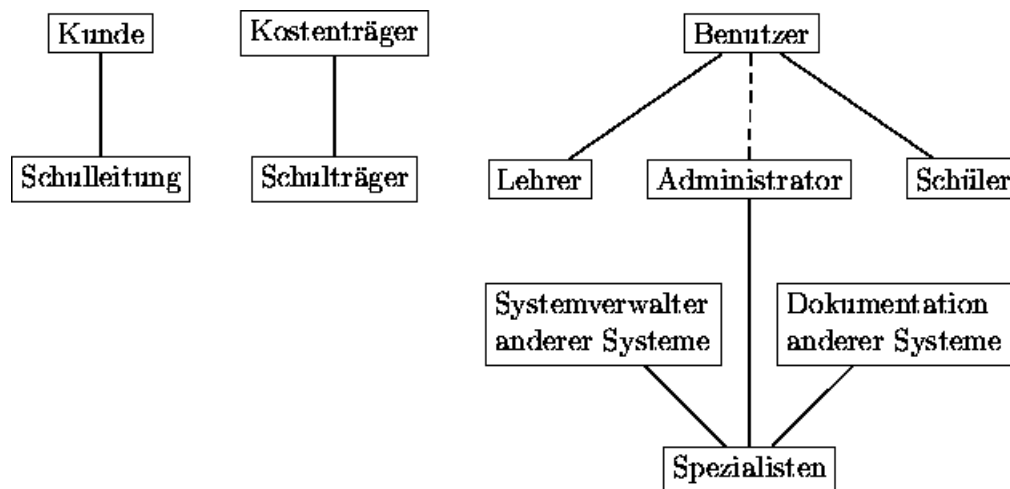 Kunde
Kostenträger
Benutzer
Schulleitung
Schulträger
Lehrer
Administrator
Schüler
Systemverwalter
anderer Systeme
Dokumentation
anderer Systeme
Spezialisten